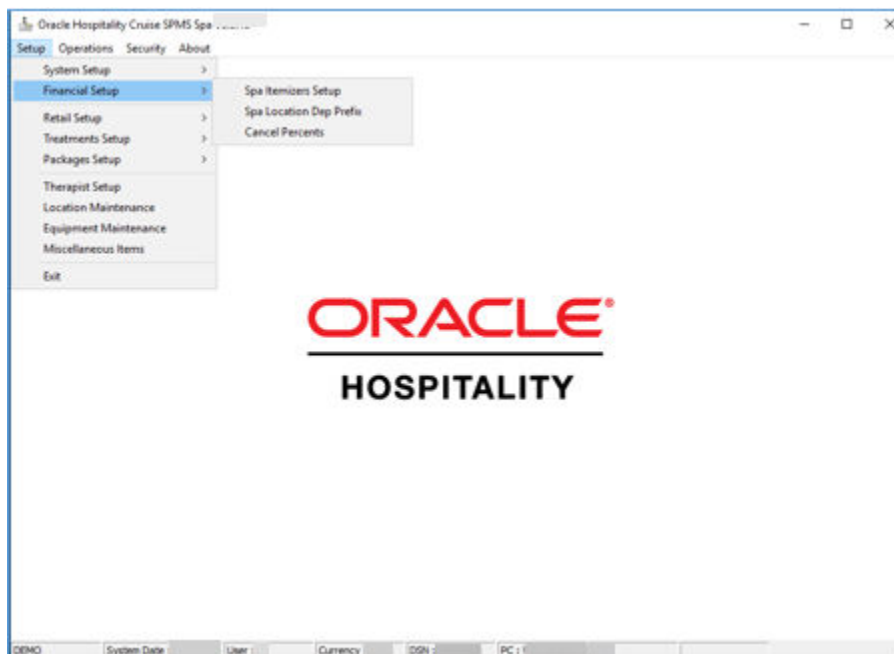 Oracle Hospitality Cruise SPMS Spa
Setup Operations Security About
System Setup
Financial Setup
Retail Setup
Treatments Setup
Packages Setup
Therapist Setup
Location Maintenance
Equipment Maintenance
Miscellaneous Items
Exit
Spa Itemizers Setup
Spa Location Dep Prefix
Cancel Percents
ORACLE®
HOSPITALITY
DEMO System Date User : Currency DSN : PC :